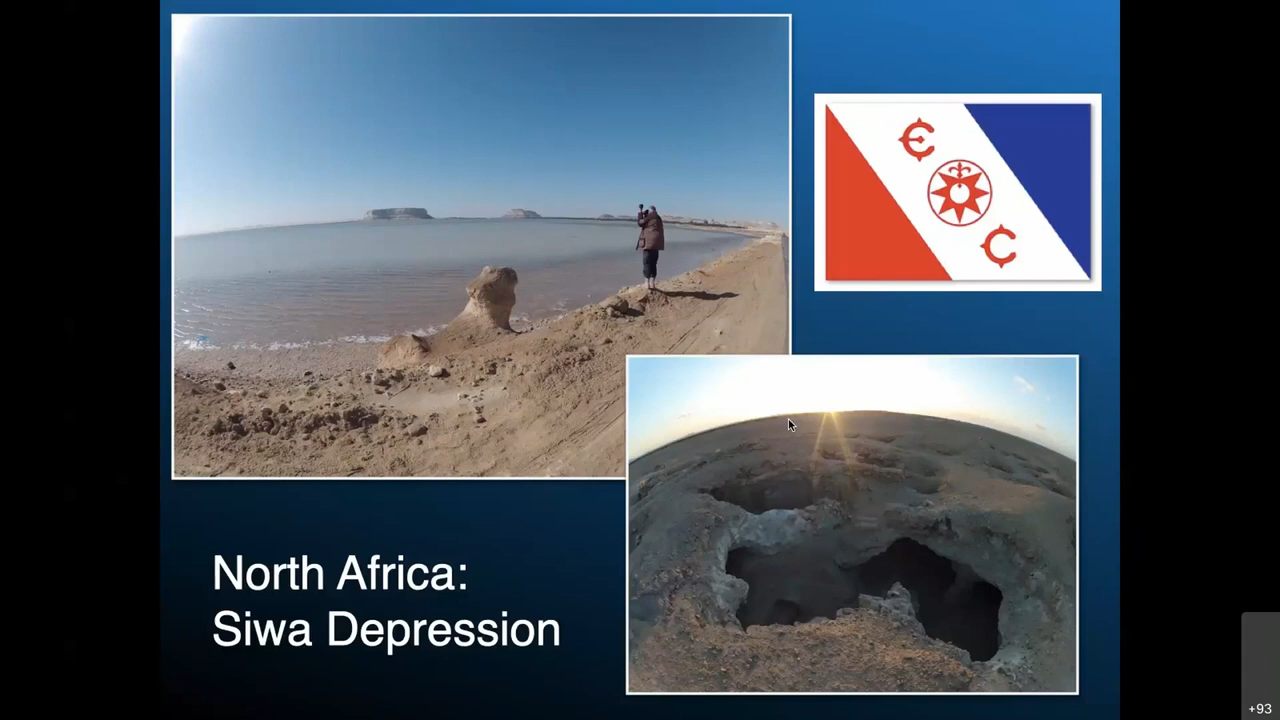 Є
C
North Africa:
Siwa Depression
+93